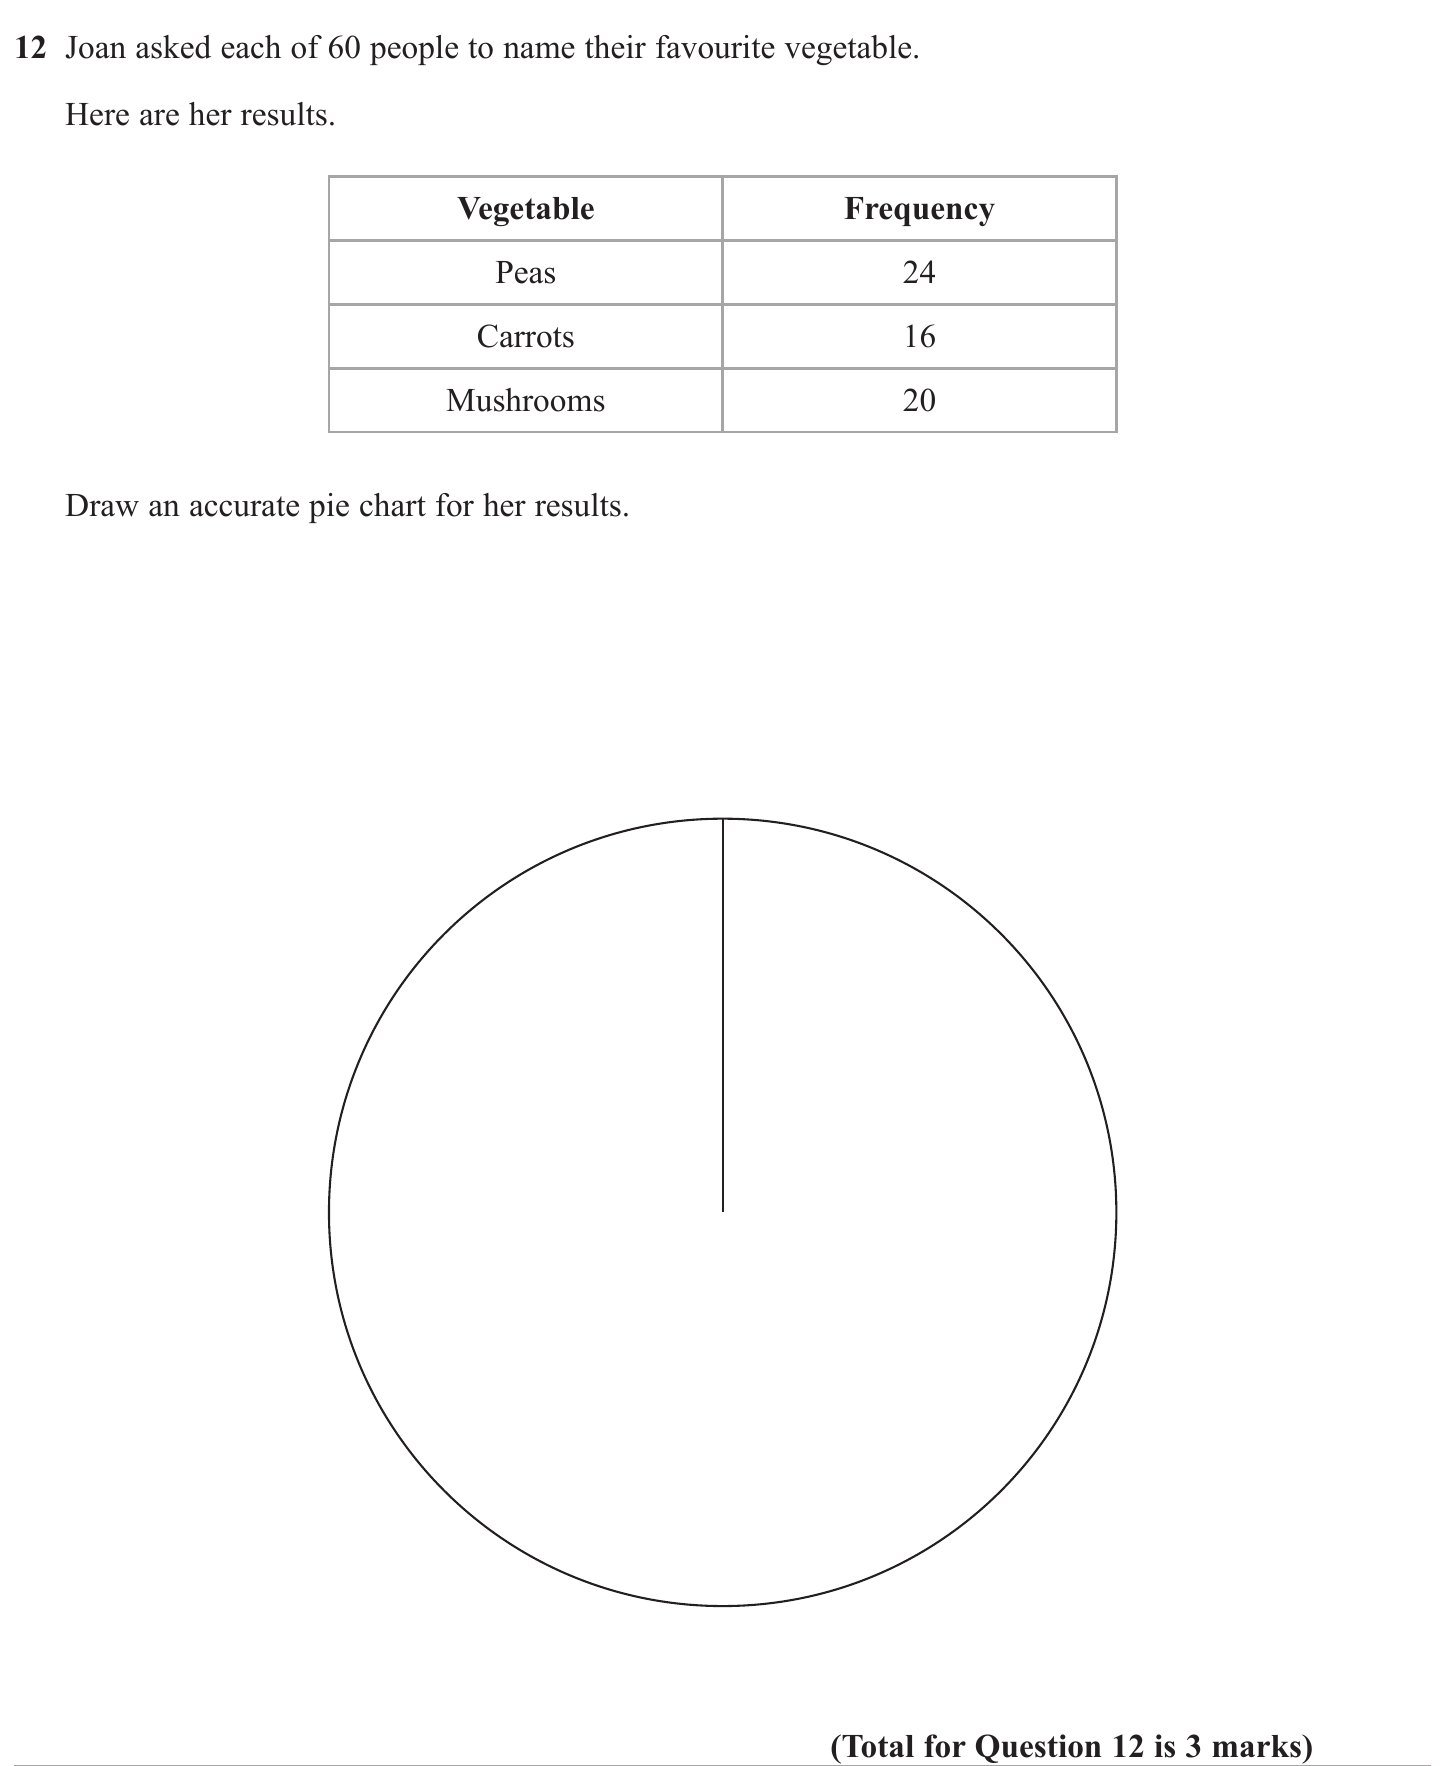 12 Joan asked each of 60 people to name their favourite vegetable.
Here are her results.
Vegetable Frequency
Peas 24
Carrots 16
Mushrooms 20
Draw an accurate pie chart for her results.
(Total for Question 12 is 3 marks)